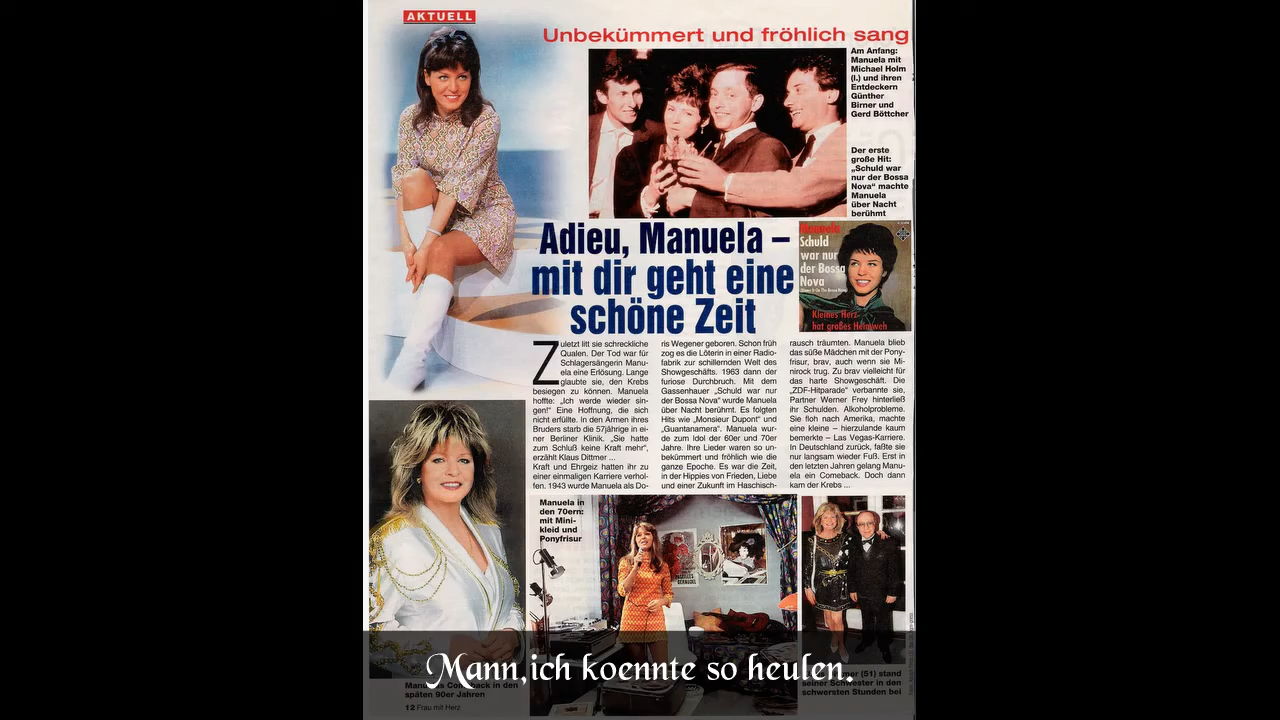 AKTUELL
Unbekümmert und fröhlich sang
Am Anfang:
Manuela mit
Michael Holm
(l.) und ihren
Entdeckern
Günther
Birner und
Gerd Böttcher
Der erste
große Hit:
„Schuld war
nur der Bossa
Nova“ machte
Manuela
über Nacht
berühmt
Manuela
Schuld
war nur
der Bossa
Nova
Kleines Herz
hat großes Heimweh
Adieu, Manuela –
mit dir geht eine
schöne Zeit
Zuletzt litt sie schreckliche
Qualen. Der Tod war für
Schlagersängerin Manu-
ela eine Erlösung. Lange
glaubte sie, den Krebs
besiegen zu können. Manuela
hoffte: „Ich werde wieder sin-
gen!“ Eine Hoffnung, die sich
nicht erfüllte. In den Armen ihres
Bruders starb die 57jährige in ei-
ner Berliner Klinik. „Sie hatte
zum Schluß keine Kraft mehr“,
erzählt Klaus Dittmer ...
Kraft und Ehrgeiz hatten ihr zu
einer einmaligen Karriere verhol-
fen. 1943 wurde Manuela als Do-
ris Wegener geboren. Schon früh
zog es die Löterin in einer Radio-
fabrik zur schillernden Welt des
Showgeschäfts. 1963 dann der
furiose Durchbruch. Mit dem
Gassenhauer „Schuld war nur
der Bossa Nova“ wurde Manuela
über Nacht berühmt. Es folgten
Hits wie „Monsieur Dupont“ und
„Guantanamera“. Manuela wur-
de zum Idol der 60er und 70er
Jahre. Ihre Lieder waren so un-
bekümmert und fröhlich wie die
ganze Epoche. Es war die Zeit,
in der Hippies von Frieden, Liebe
und einer Zukunft im Haschisch-
rausch träumten. Manuela blieb
das süße Mädchen mit der Pony-
frisur, brav, auch wenn sie Mi-
nirock trug. Zu brav vielleicht für
das harte Showgeschäft. Die
„ZDF-Hitparade“ verbannte sie,
Partner Werner Frey hinterließ
ihr Schulden. Alkoholprobleme.
Sie floh nach Amerika, machte
eine kleine – hierzulande kaum
bemerkte – Las Vegas-Karriere.
In Deutschland zurück, faßte sie
nur langsam wieder Fuß. Erst in
den letzten Jahren gelang Manu-
ela ein Comeback. Doch dann
kam der Krebs ...
Manuela in
den 70ern:
mit Mini-
kleid und
Ponyfrisur
Mann,ich koennte so heulen,
Manuelas Comeback in den
späten 90er Jahren
mer (51) stand
seiner Schwester in den
schwersten Stunden bei
12 Frau mit Herz